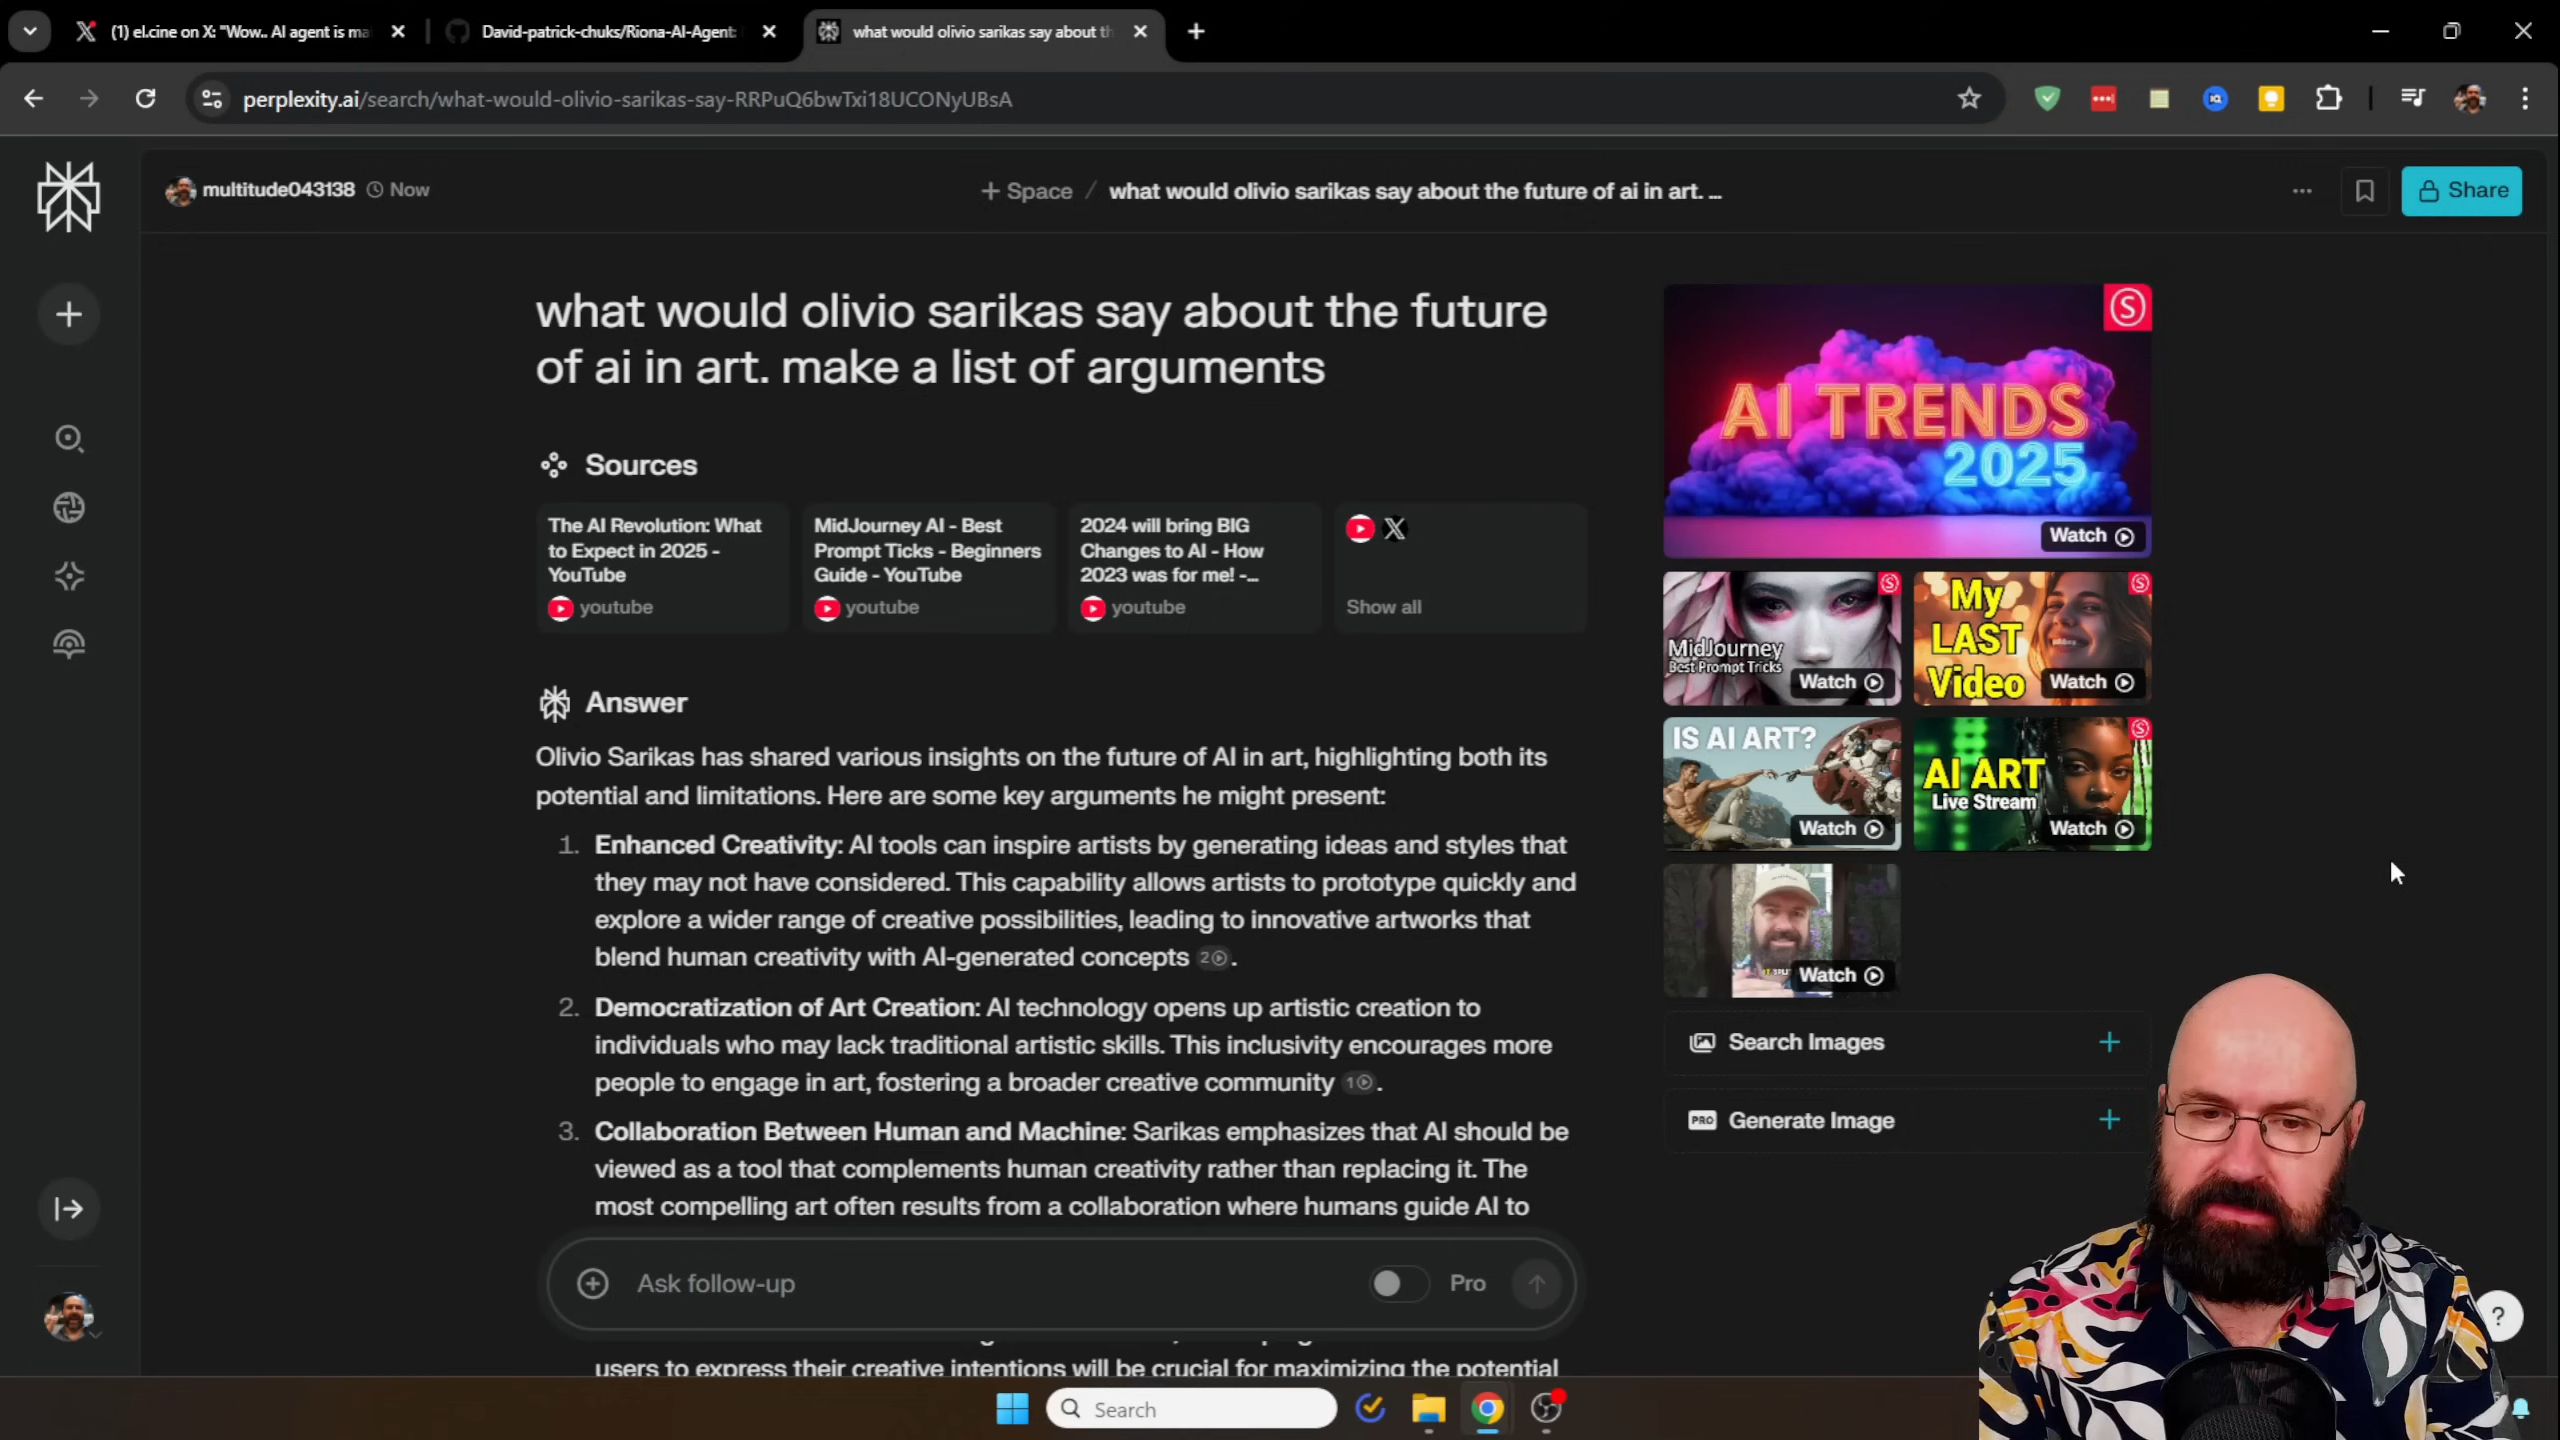 (1) el.cine on X: "Wow.. AI agent is ma
David-patrick-chuks/Riona-AI-Agent:
what would olivio sarikas say about th
perplexity.ai/search/what-would-olivio-sarikas-say-RRPuQ6bwTxi18UCONyUBsA
multitude043138 Now
+ Space / what would olivio sarikas say about the future of ai in art. ...
Share
what would olivio sarikas say about the future
of ai in art. make a list of arguments
Sources
The AI Revolution: What
to Expect in 2025 -
YouTube
youtube
MidJourney AI - Best
Prompt Ticks - Beginners
Guide - YouTube
youtube
2024 will bring BIG
Changes to AI - How
2023 was for me! -...
youtube
Show all
Answer
Olivio Sarikas has shared various insights on the future of AI in art, highlighting both its
potential and limitations. Here are some key arguments he might present:
1. Enhanced Creativity: AI tools can inspire artists by generating ideas and styles that
they may not have considered. This capability allows artists to prototype quickly and
explore a wider range of creative possibilities, leading to innovative artworks that
blend human creativity with AI-generated concepts 2.
2. Democratization of Art Creation: AI technology opens up artistic creation to
individuals who may lack traditional artistic skills. This inclusivity encourages more
people to engage in art, fostering a broader creative community 1.
3. Collaboration Between Human and Machine: Sarikas emphasizes that AI should be
viewed as a tool that complements human creativity rather than replacing it. The
most compelling art often results from a collaboration where humans guide AI to
Ask follow-up
Pro
users to express their creative intentions will be crucial for maximizing the potential
S
AI TRENDS
2025
Watch
MidJourney
Best Prompt Tricks
Watch
My
LAST
Video
Watch
IS AI ART?
Watch
AI ART
Live Stream
Watch
Watch
Search Images +
PRO Generate Image +
?
Search